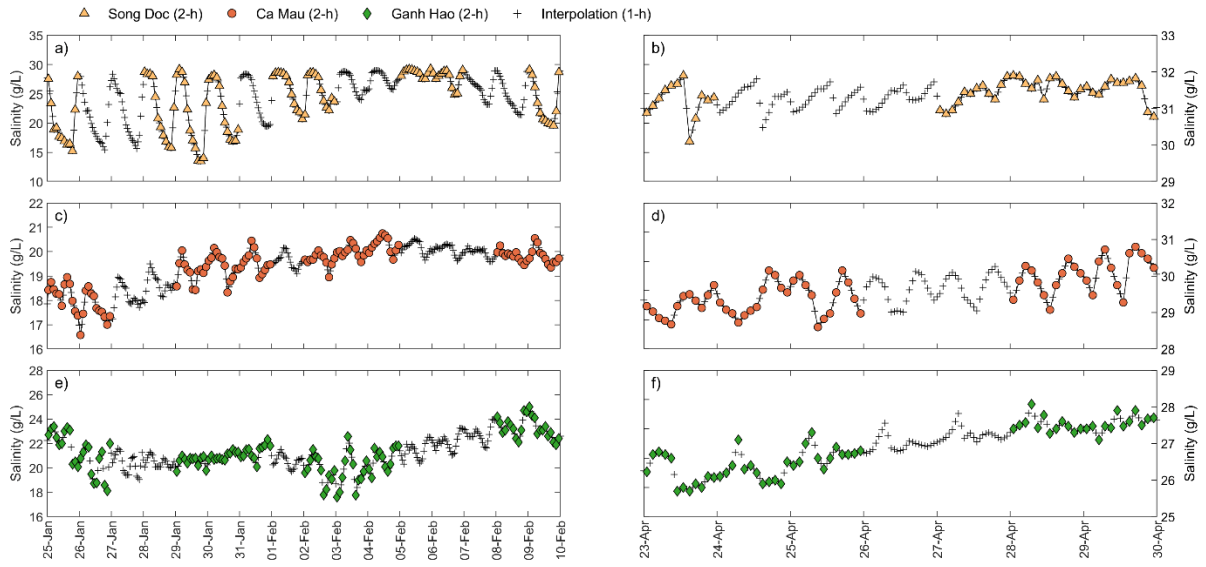 Song Doc (2-h) Ca Mau (2-h) Ganh Hao (2-h) Interpolation (1-h)
a)
Salinity (g/L)
35
30
25
20
15
10
b)
33
32
31
30
29
Salinity (g/L)
c)
Salinity (g/L)
22
21
20
19
18
17
16
d)
32
31
30
29
28
Salinity (g/L)
e)
Salinity (g/L)
28
26
24
22
20
18
16
25-Jan
26-Jan
27-Jan
28-Jan
29-Jan
30-Jan
31-Jan
01-Feb
02-Feb
03-Feb
04-Feb
05-Feb
06-Feb
07-Feb
08-Feb
09-Feb
10-Feb
f)
29
28
27
26
25
Salinity (g/L)
23-Apr
24-Apr
25-Apr
26-Apr
27-Apr
28-Apr
29-Apr
30-Apr